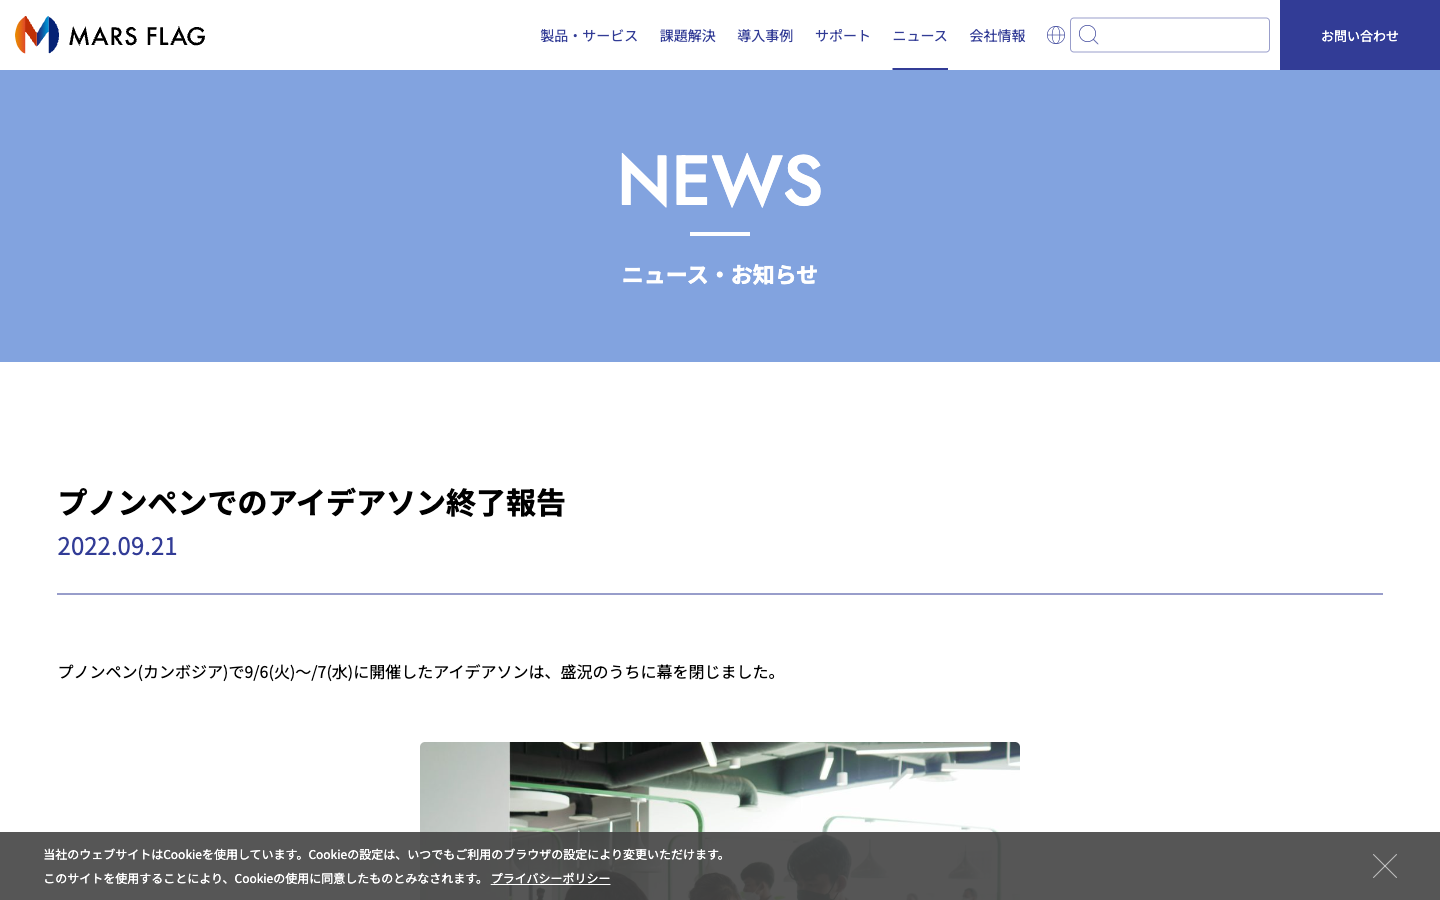 MARS FLAG
製品・サービス 課題解決 導入事例 サポート ニュース 会社情報 お問い合わせ
NEWS
ニュース・お知らせ
プノンペンでのアイデアソン終了報告
2022.09.21
プノンペン(カンボジア)で9/6(火)〜/7(水)に開催したアイデアソンは、盛況のうちに幕を閉じました。
当社のウェブサイトはCookieを使用しています。Cookieの設定は、いつでもご利用のブラウザの設定により変更いただけます。
このサイトを使用することにより、Cookieの使用に同意したものとみなされます。 プライバシーポリシー